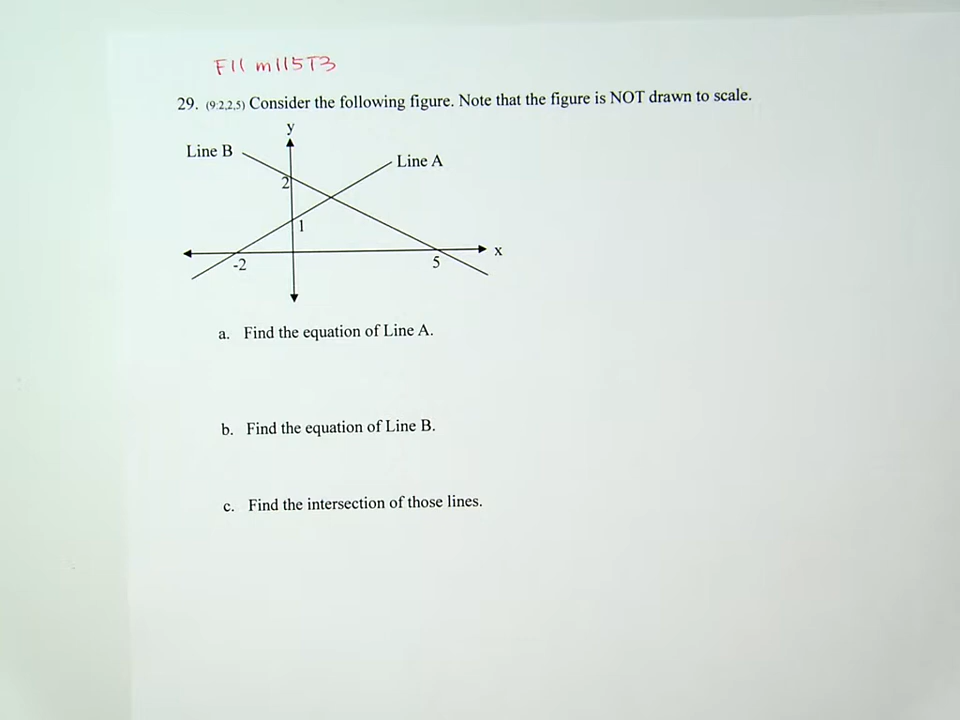 F11 m115T3
29. (9:2,2,5) Consider the following figure. Note that the figure is NOT drawn to scale.
y
Line B
Line A
2
1
x
-2
5
a. Find the equation of Line A.
b. Find the equation of Line B.
c. Find the intersection of those lines.